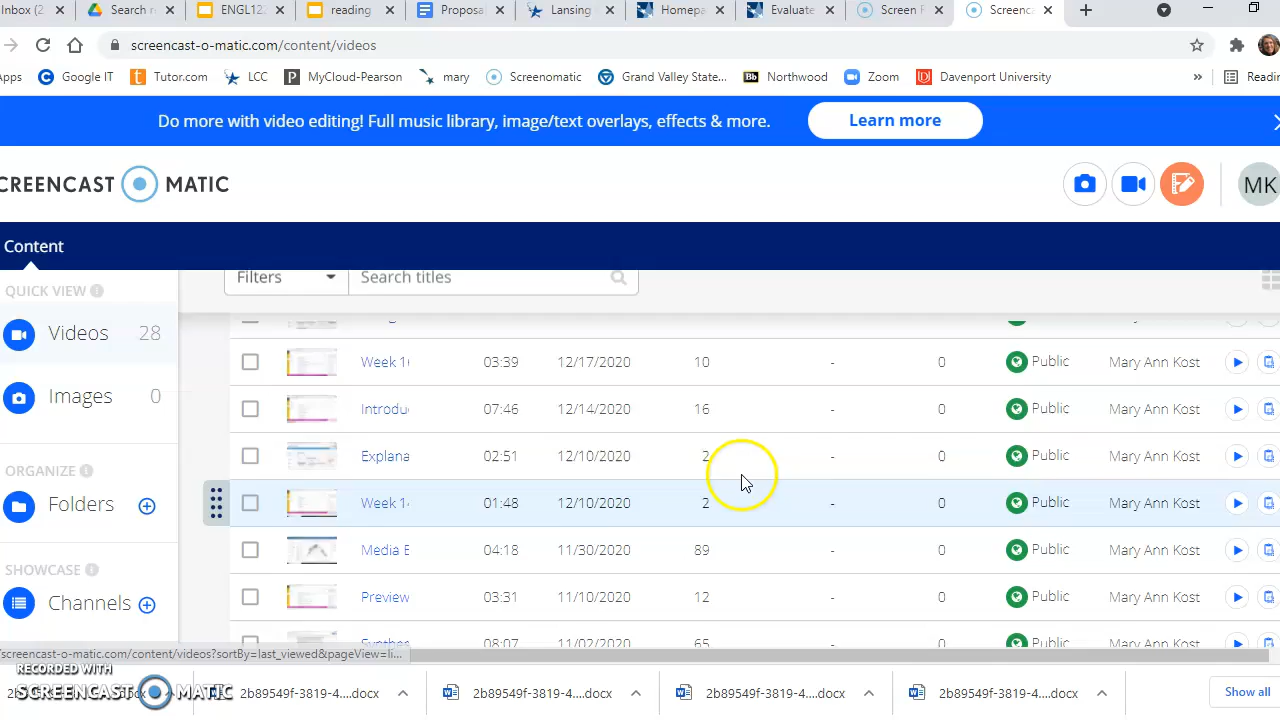 Inbox (2 Search r ENGL12 reading Proposa Lansing Homepa Evaluate Screen R Screenc
screencast-o-matic.com/content/videos
Apps Google IT Tutor.com LCC MyCloud-Pearson mary Screenomatic Grand Valley State... Northwood Zoom Davenport University » Readin
Do more with video editing! Full music library, image/text overlays, effects & more. Learn more
CREENCAST MATIC MK
Content
QUICK VIEW
Filters Search titles
Videos 28
Week 16 03:39 12/17/2020 10 - 0 Public Mary Ann Kost
Images 0
Introdu 07:46 12/14/2020 16 - 0 Public Mary Ann Kost
Explana 02:51 12/10/2020 2 - 0 Public Mary Ann Kost
ORGANIZE
Folders
Week 14 01:48 12/10/2020 2 - 0 Public Mary Ann Kost
Media E 04:18 11/30/2020 89 - 0 Public Mary Ann Kost
SHOWCASE
Channels
Preview 03:31 11/10/2020 12 - 0 Public Mary Ann Kost
Synthes 08:07 11/02/2020 65 - 0 Public Mary Ann Kost
/screencast-o-matic.com/content/videos?sortBy=last_viewed&pageView=li...
RECORDED WITH
SCREENCAST MATIC
2b89549f-3819-4....docx 2b89549f-3819-4....docx 2b89549f-3819-4....docx 2b89549f-3819-4....docx Show all